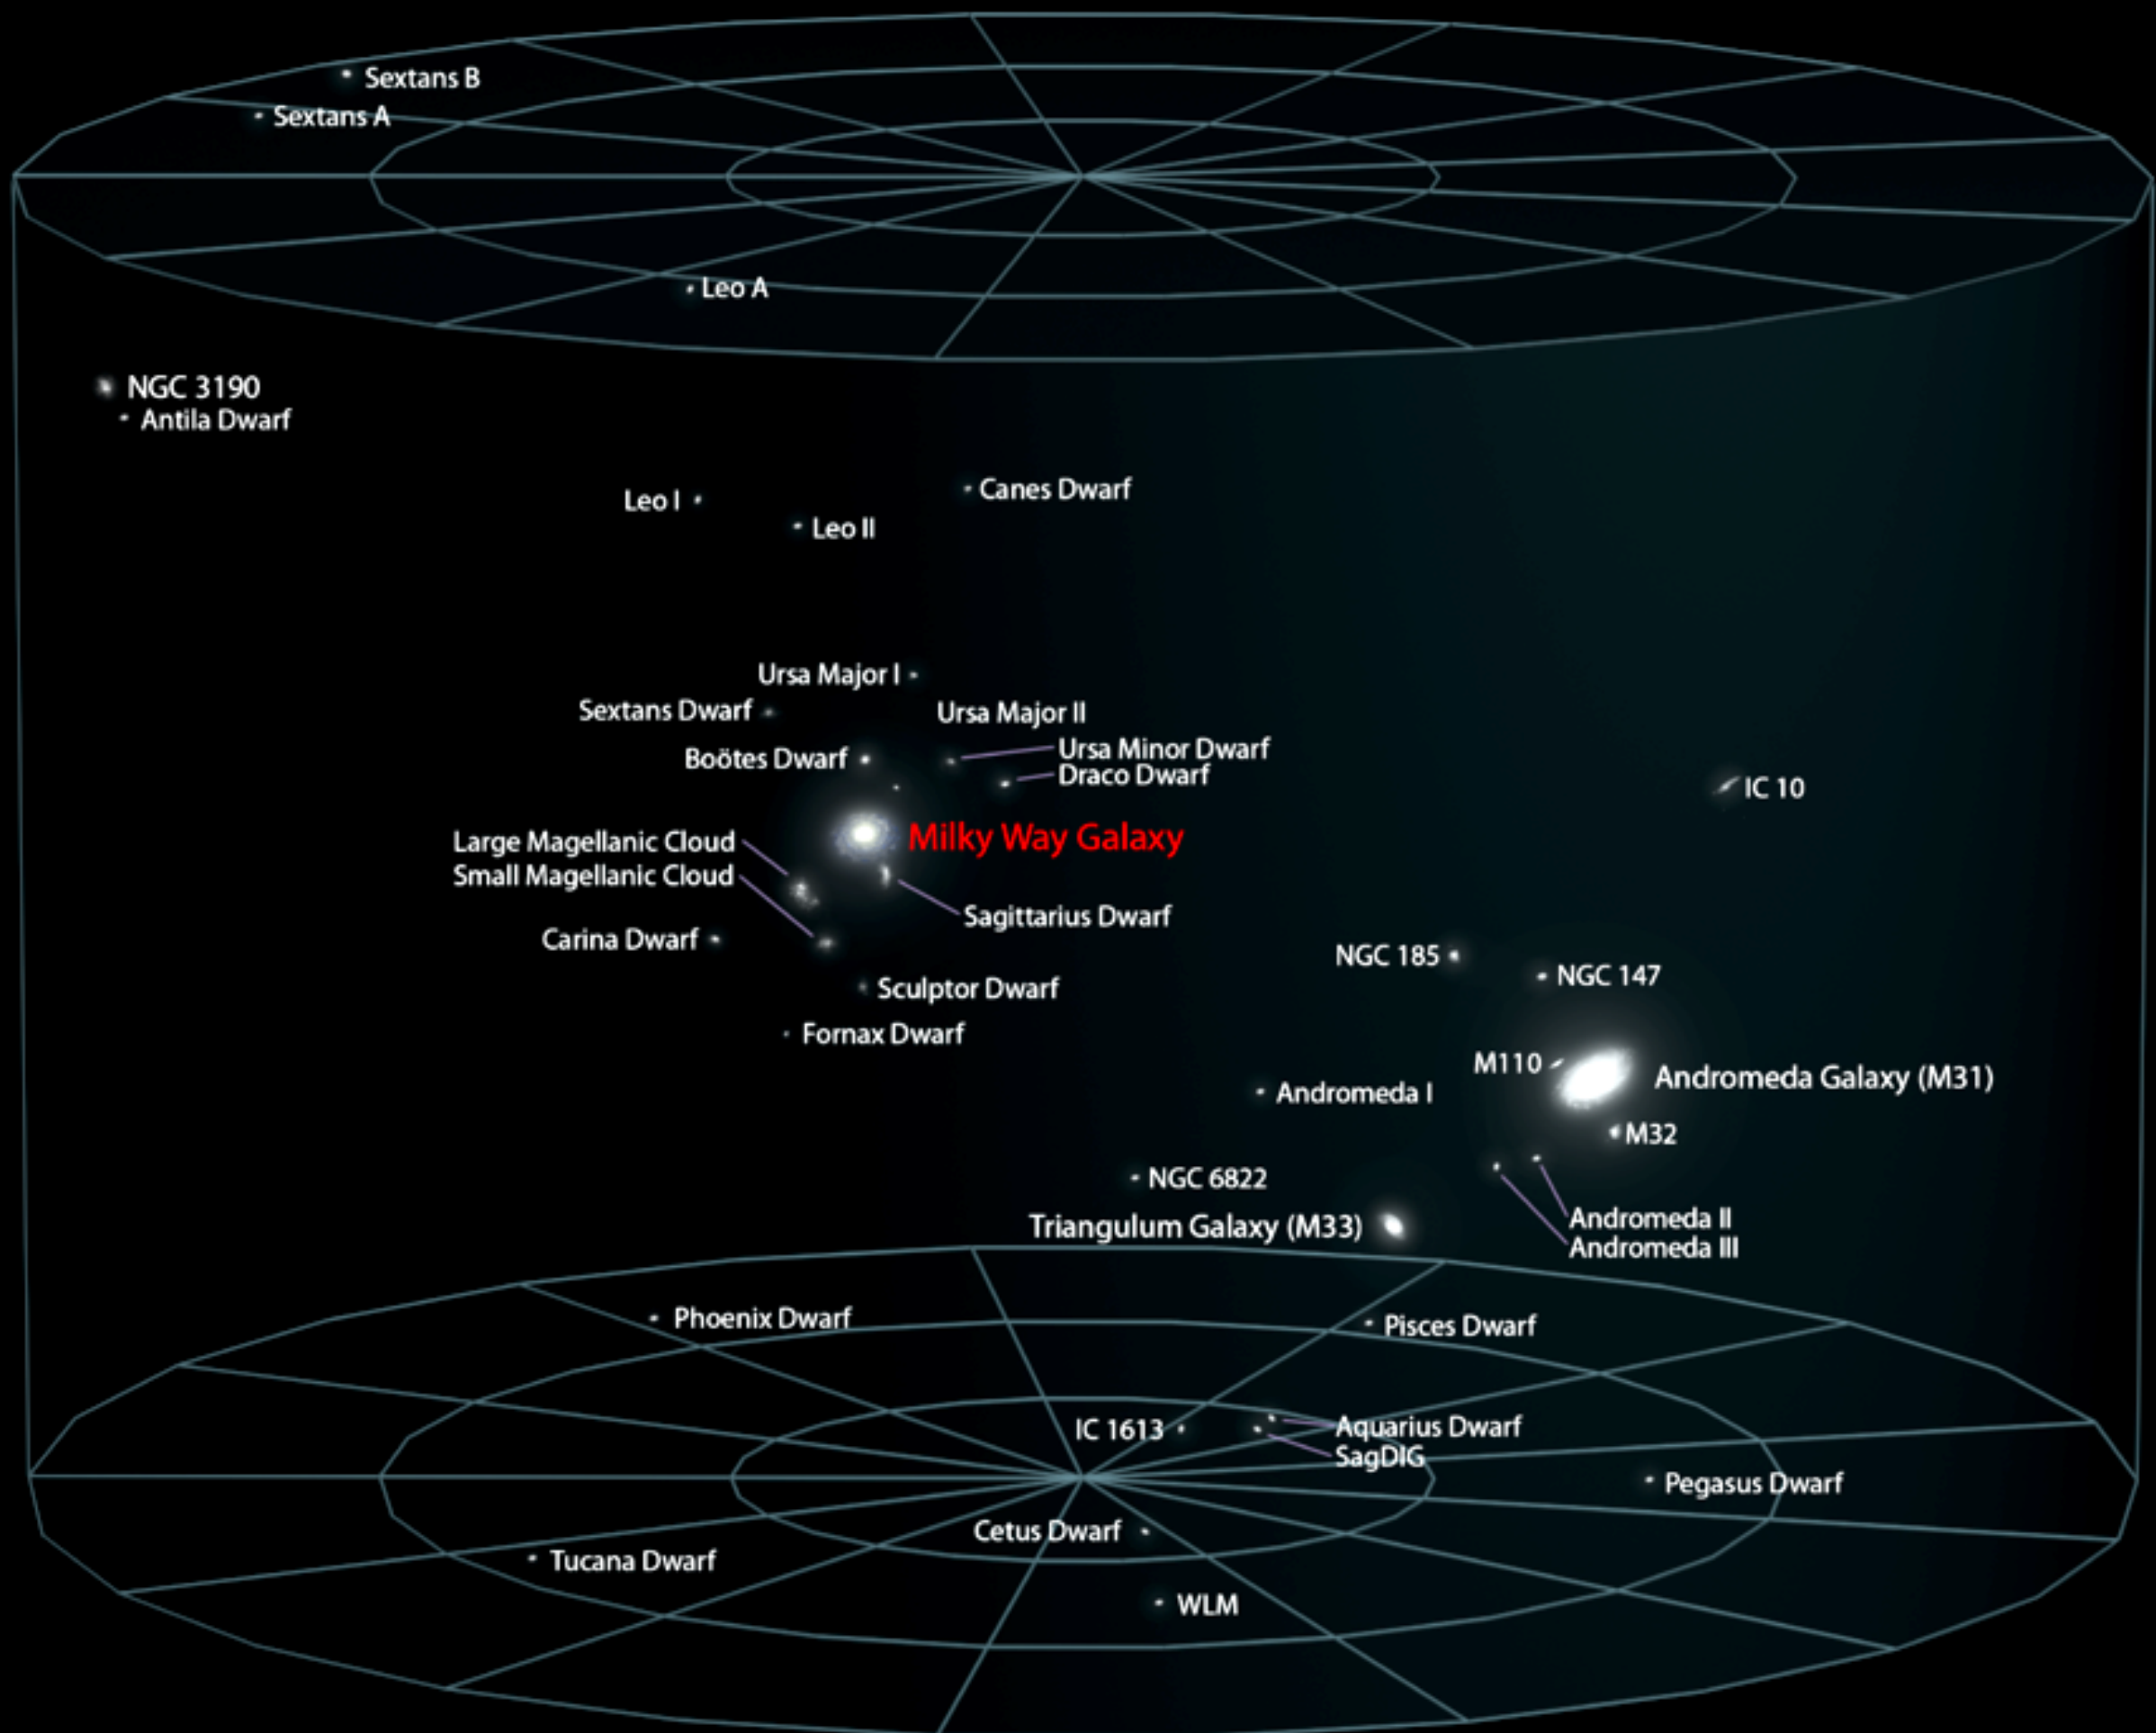 Sextans B
Sextans A
Leo A
NGC 3190
Antila Dwarf
Canes Dwarf
Leo I
Leo II
Ursa Major I
Sextans Dwarf
Ursa Major II
Ursa Minor Dwarf
Boötes Dwarf
Draco Dwarf
IC 10
Milky Way Galaxy
Large Magellanic Cloud
Small Magellanic Cloud
Sagittarius Dwarf
Carina Dwarf
NGC 185
NGC 147
Sculptor Dwarf
Fornax Dwarf
M110
Andromeda Galaxy (M31)
Andromeda I
M32
NGC 6822
Andromeda II
Triangulum Galaxy (M33)
Andromeda III
Phoenix Dwarf
Pisces Dwarf
IC 1613
Aquarius Dwarf
SagDIG
Pegasus Dwarf
Cetus Dwarf
Tucana Dwarf
WLM